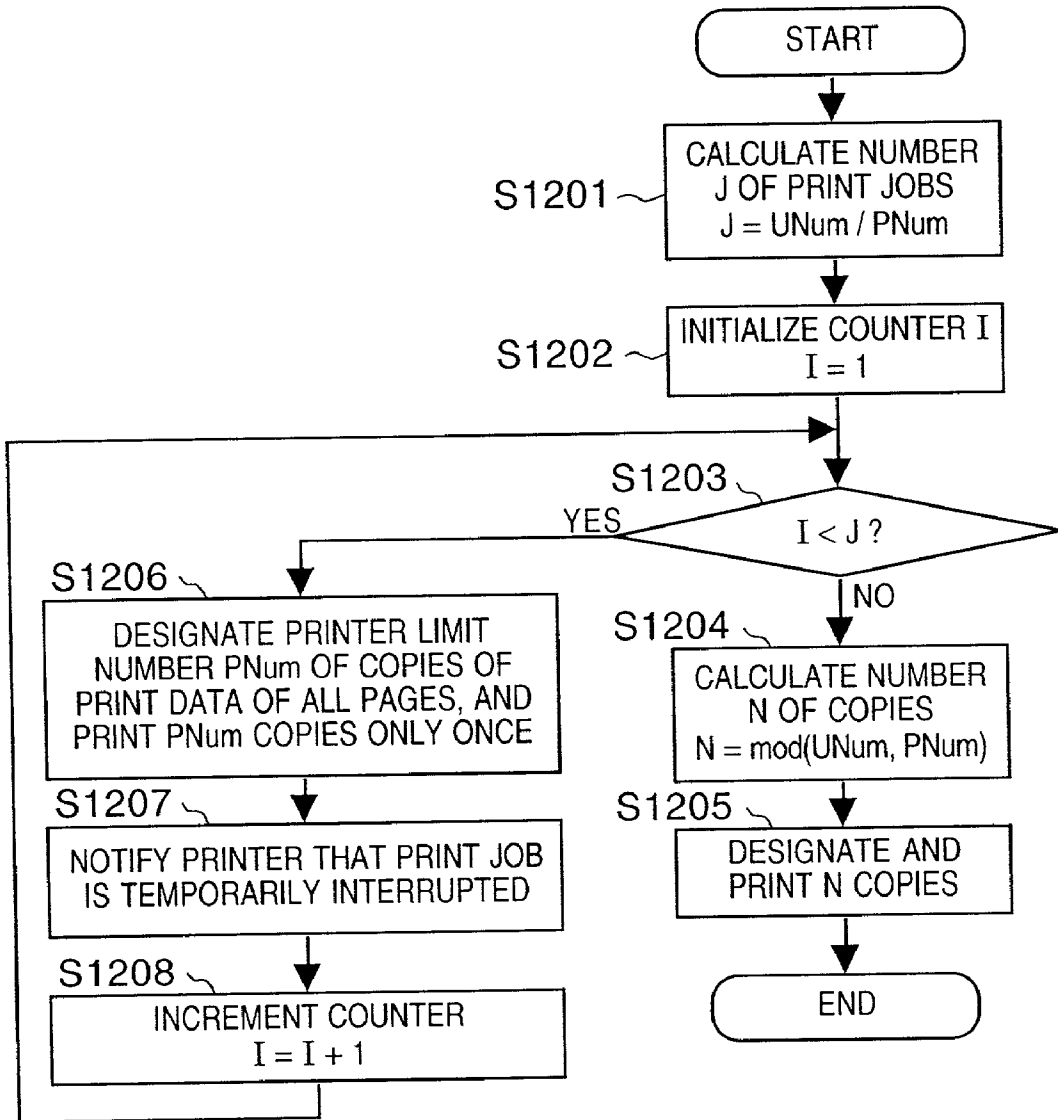 START
S1201
CALCULATE NUMBER
J OF PRINT JOBS
J = UNum / PNum
S1202
INITIALIZE COUNTER I
I = 1
S1203
I < J ?
YES
NO
S1206
DESIGNATE PRINTER LIMIT
NUMBER PNum OF COPIES OF
PRINT DATA OF ALL PAGES, AND
PRINT PNum COPIES ONLY ONCE
S1207
NOTIFY PRINTER THAT PRINT JOB
IS TEMPORARILY INTERRUPTED
S1208
INCREMENT COUNTER
I = I + 1
S1204
CALCULATE NUMBER
N OF COPIES
N = mod(UNum, PNum)
S1205
DESIGNATE AND
PRINT N COPIES
END